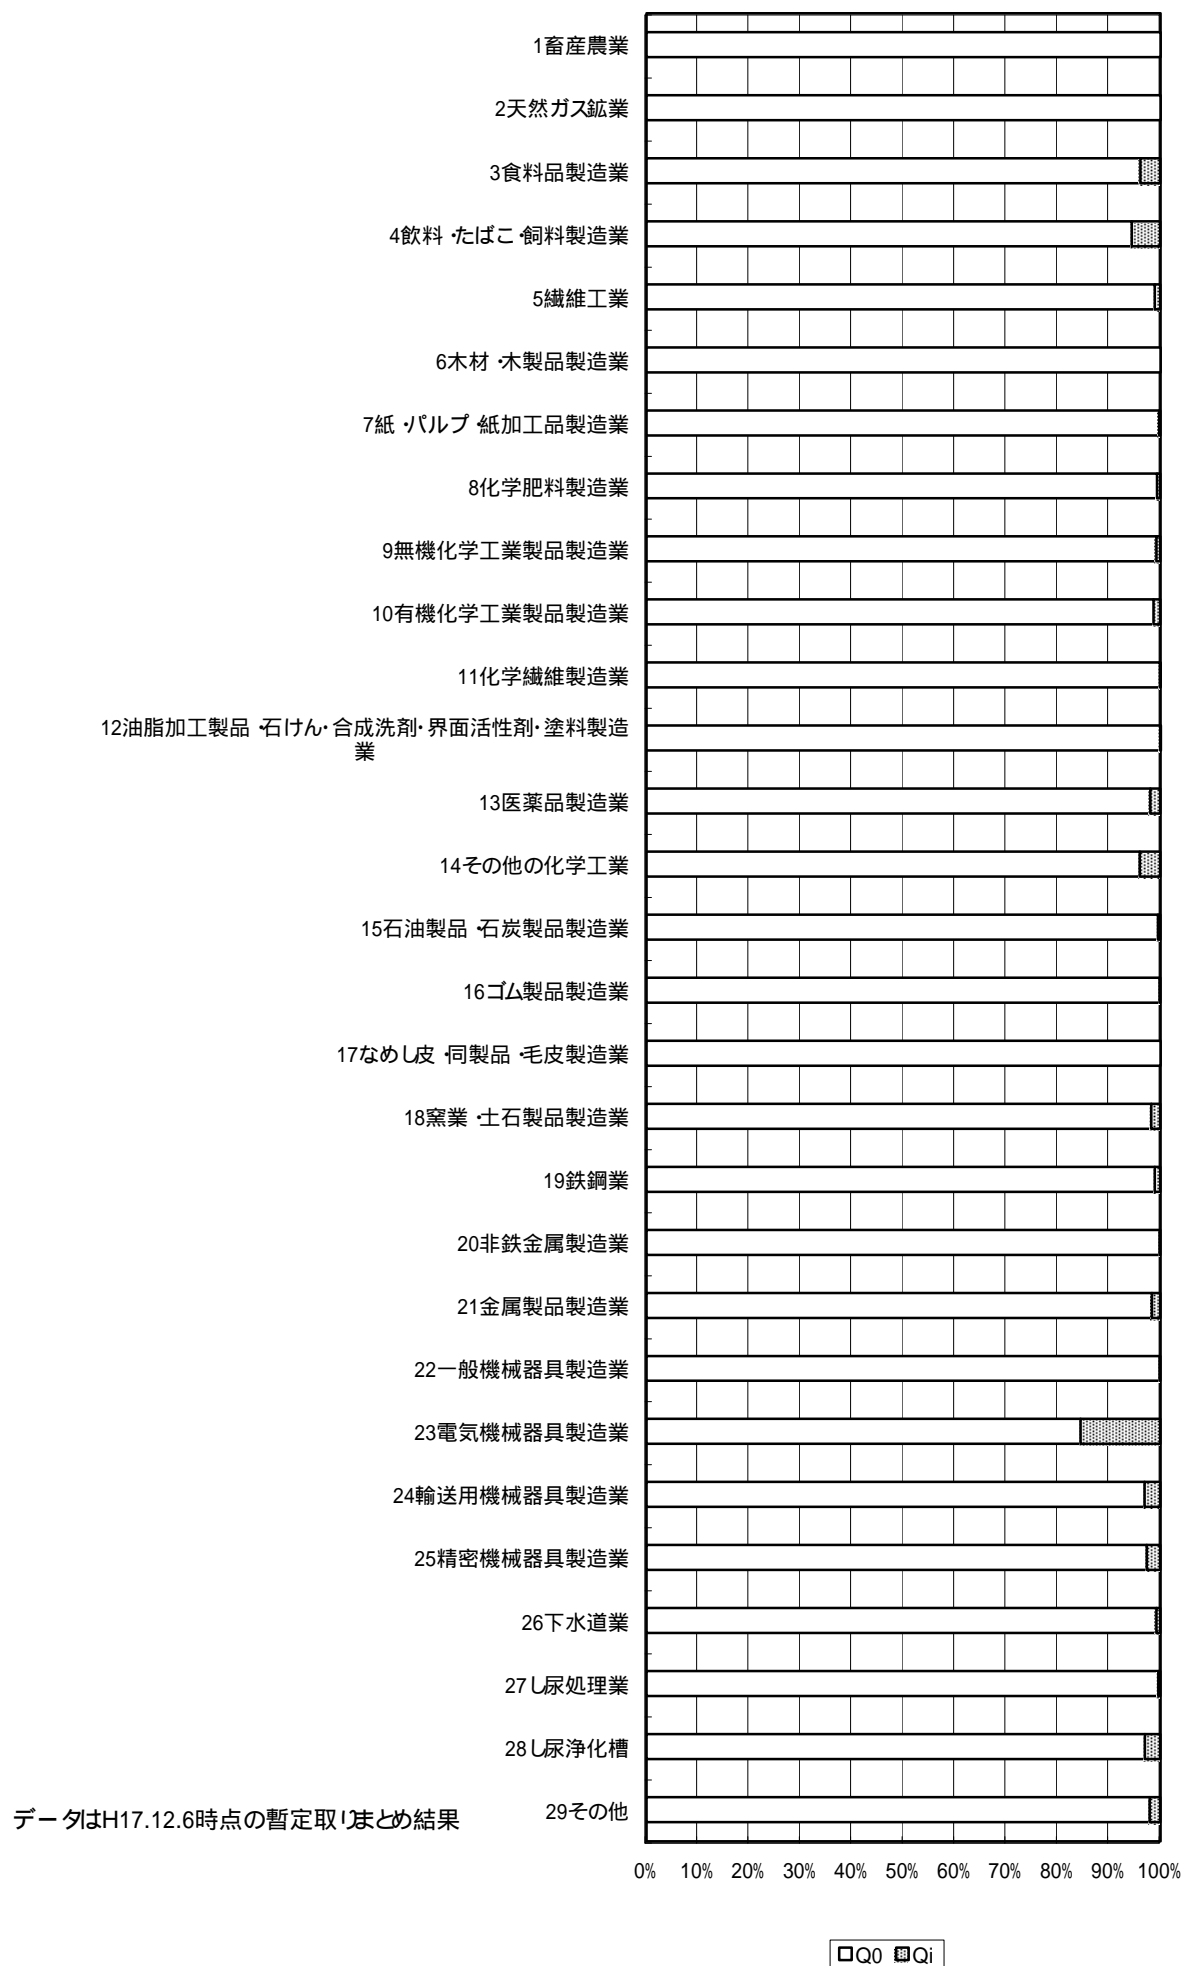 1畜産農業
2天然ガス鉱業
3食料品製造業
4飲料・たばこ・飼料製造業
5繊維工業
6木材・木製品製造業
7紙・パルプ・紙加工品製造業
8化学肥料製造業
9無機化学工業製品製造業
10有機化学工業製品製造業
11化学繊維製造業
12油脂加工製品・石けん・合成洗剤・界面活性剤・塗料製造
業
13医薬品製造業
14その他の化学工業
15石油製品・石炭製品製造業
16ゴム製品製造業
17なめし皮・同製品・毛皮製造業
18窯業・土石製品製造業
19鉄鋼業
20非鉄金属製造業
21金属製品製造業
22一般機械器具製造業
23電気機械器具製造業
24輸送用機械器具製造業
25精密機械器具製造業
26下水道業
27し尿処理業
28し尿浄化槽
29その他
データはH17.12.6時点の暫定取りまとめ結果
0% 10% 20% 30% 40% 50% 60% 70% 80% 90% 100%
Q0 Qi